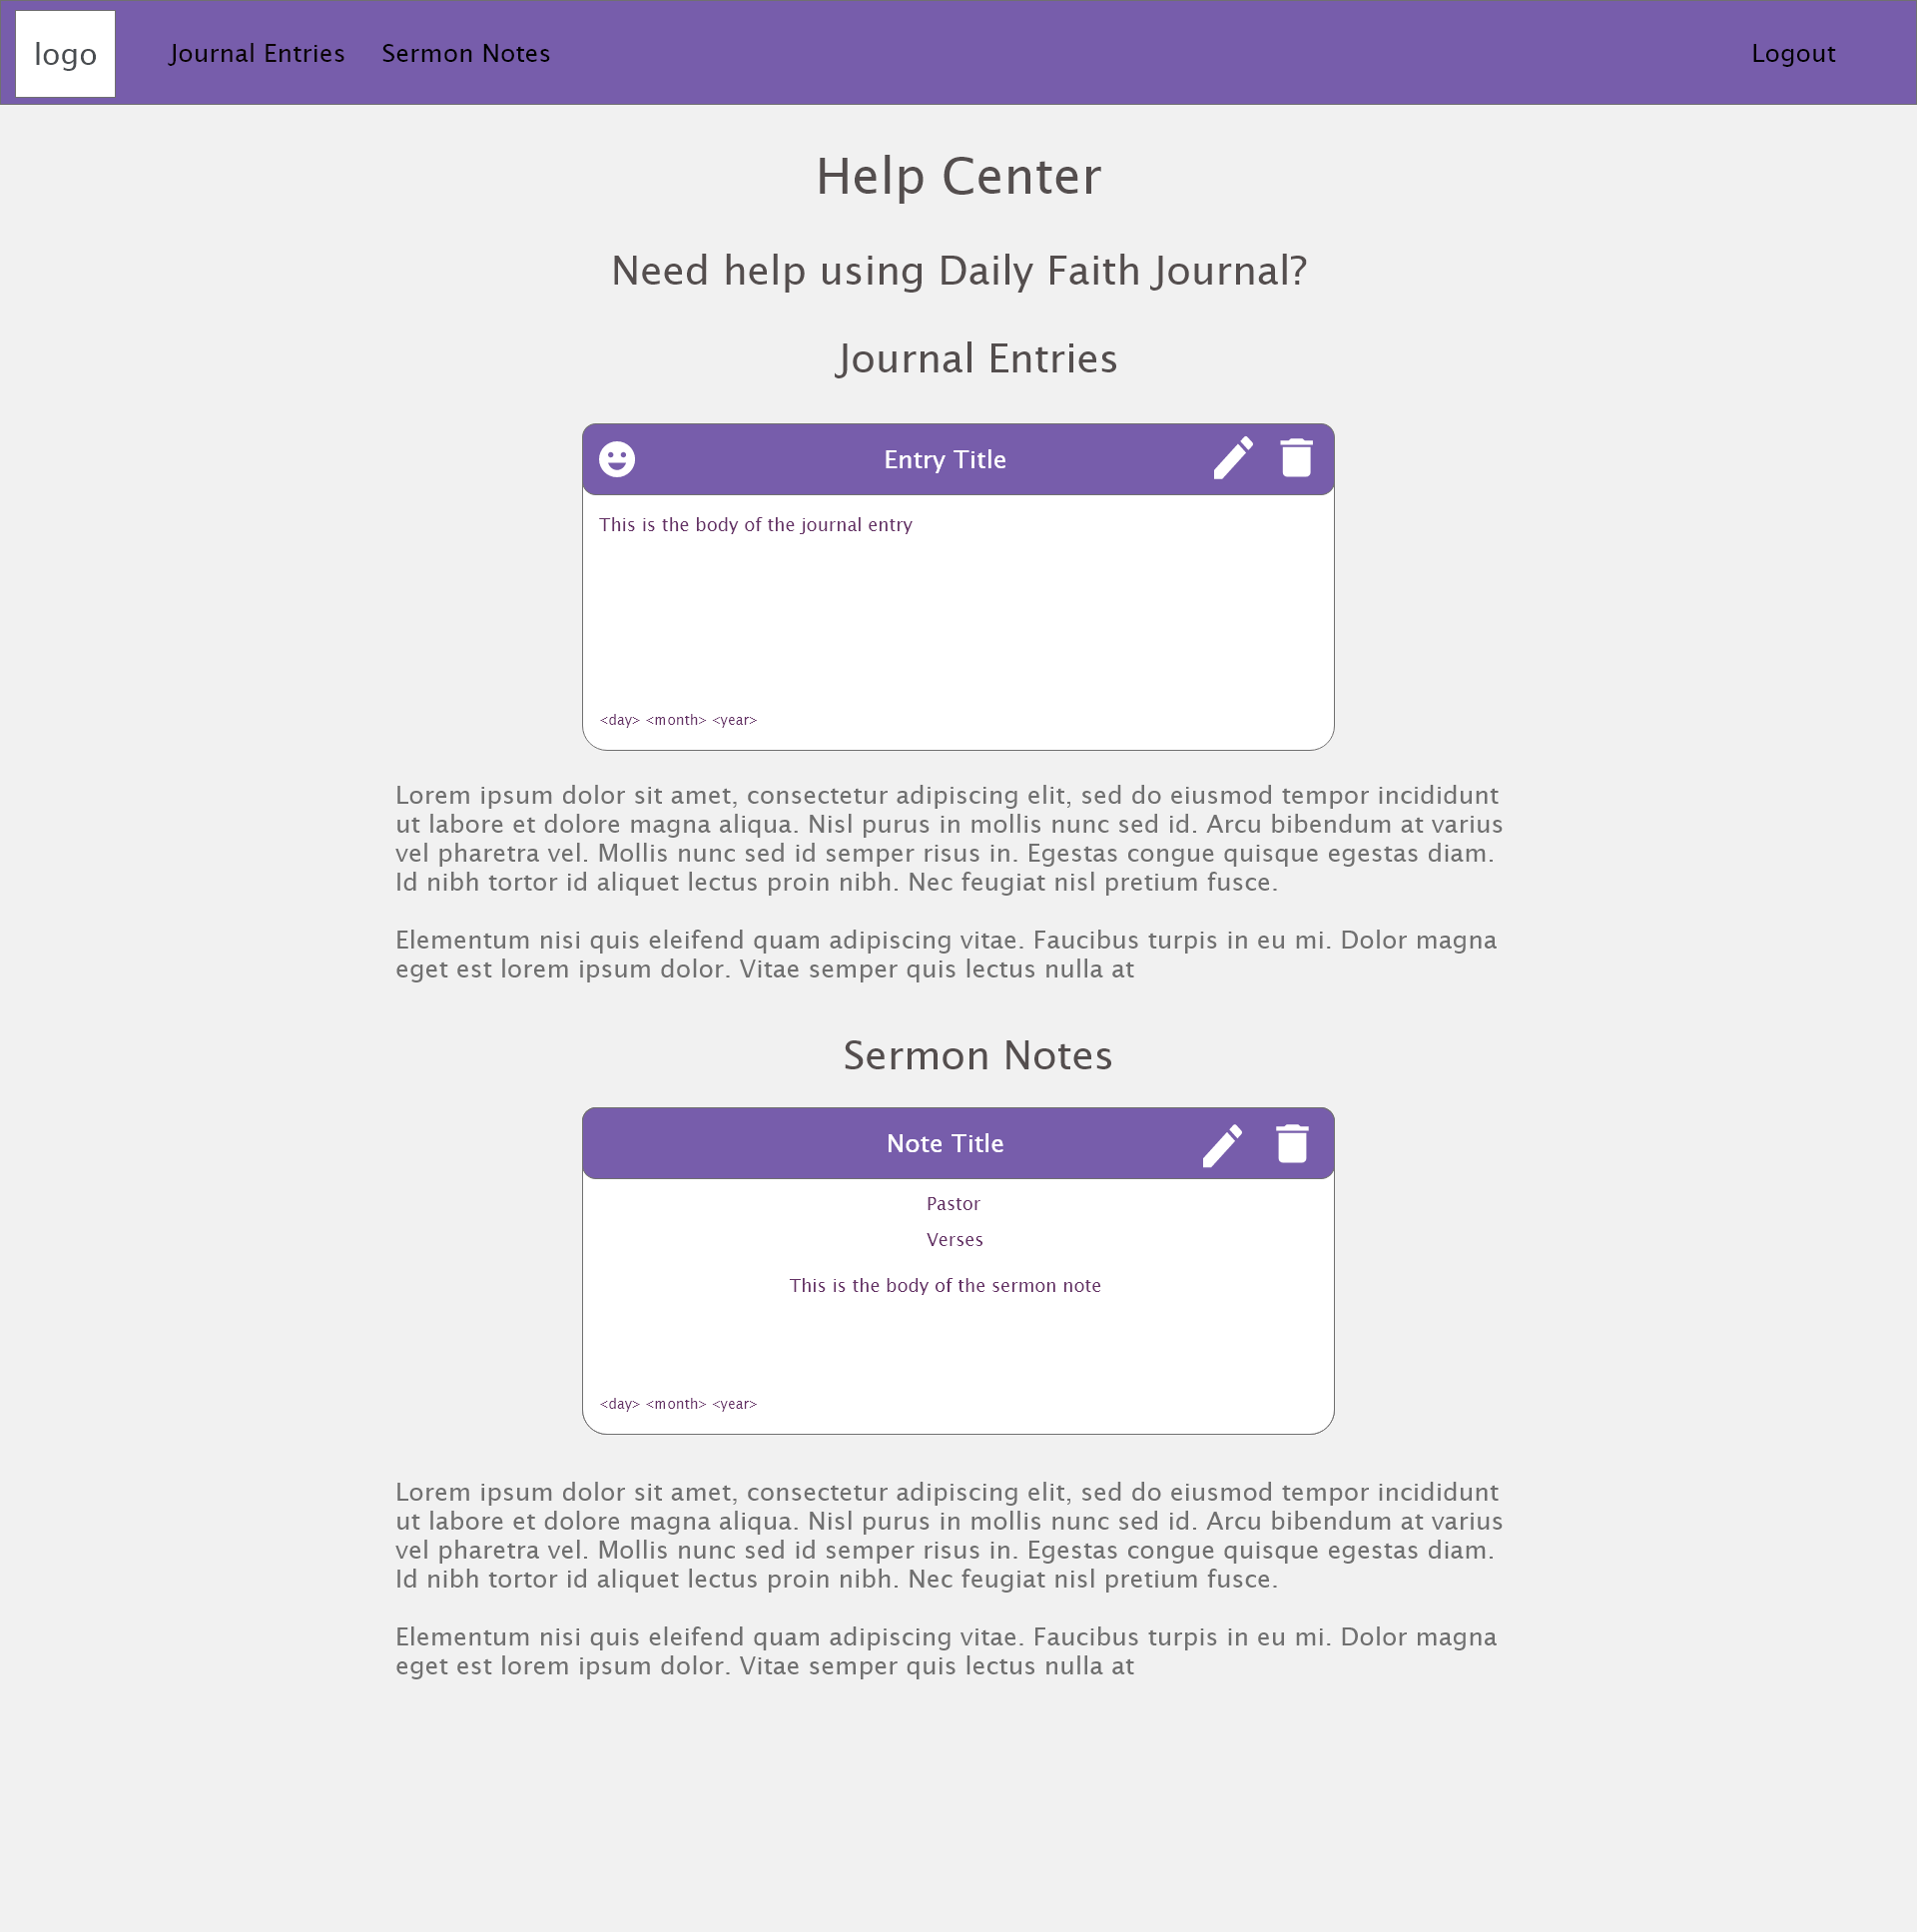 logo
Journal Entries
Sermon Notes
Logout
Help Center
Need help using Daily Faith Journal?
Journal Entries
Entry Title
This is the body of the journal entry
<day> <month> <year>
Lorem ipsum dolor sit amet, consectetur adipiscing elit, sed do eiusmod tempor incididunt
ut labore et dolore magna aliqua. Nisl purus in mollis nunc sed id. Arcu bibendum at varius
vel pharetra vel. Mollis nunc sed id semper risus in. Egestas congue quisque egestas diam.
Id nibh tortor id aliquet lectus proin nibh. Nec feugiat nisl pretium fusce.
Elementum nisi quis eleifend quam adipiscing vitae. Faucibus turpis in eu mi. Dolor magna
eget est lorem ipsum dolor. Vitae semper quis lectus nulla at
Sermon Notes
Note Title
Pastor
Verses
This is the body of the sermon note
<day> <month> <year>
Lorem ipsum dolor sit amet, consectetur adipiscing elit, sed do eiusmod tempor incididunt
ut labore et dolore magna aliqua. Nisl purus in mollis nunc sed id. Arcu bibendum at varius
vel pharetra vel. Mollis nunc sed id semper risus in. Egestas congue quisque egestas diam.
Id nibh tortor id aliquet lectus proin nibh. Nec feugiat nisl pretium fusce.
Elementum nisi quis eleifend quam adipiscing vitae. Faucibus turpis in eu mi. Dolor magna
eget est lorem ipsum dolor. Vitae semper quis lectus nulla at